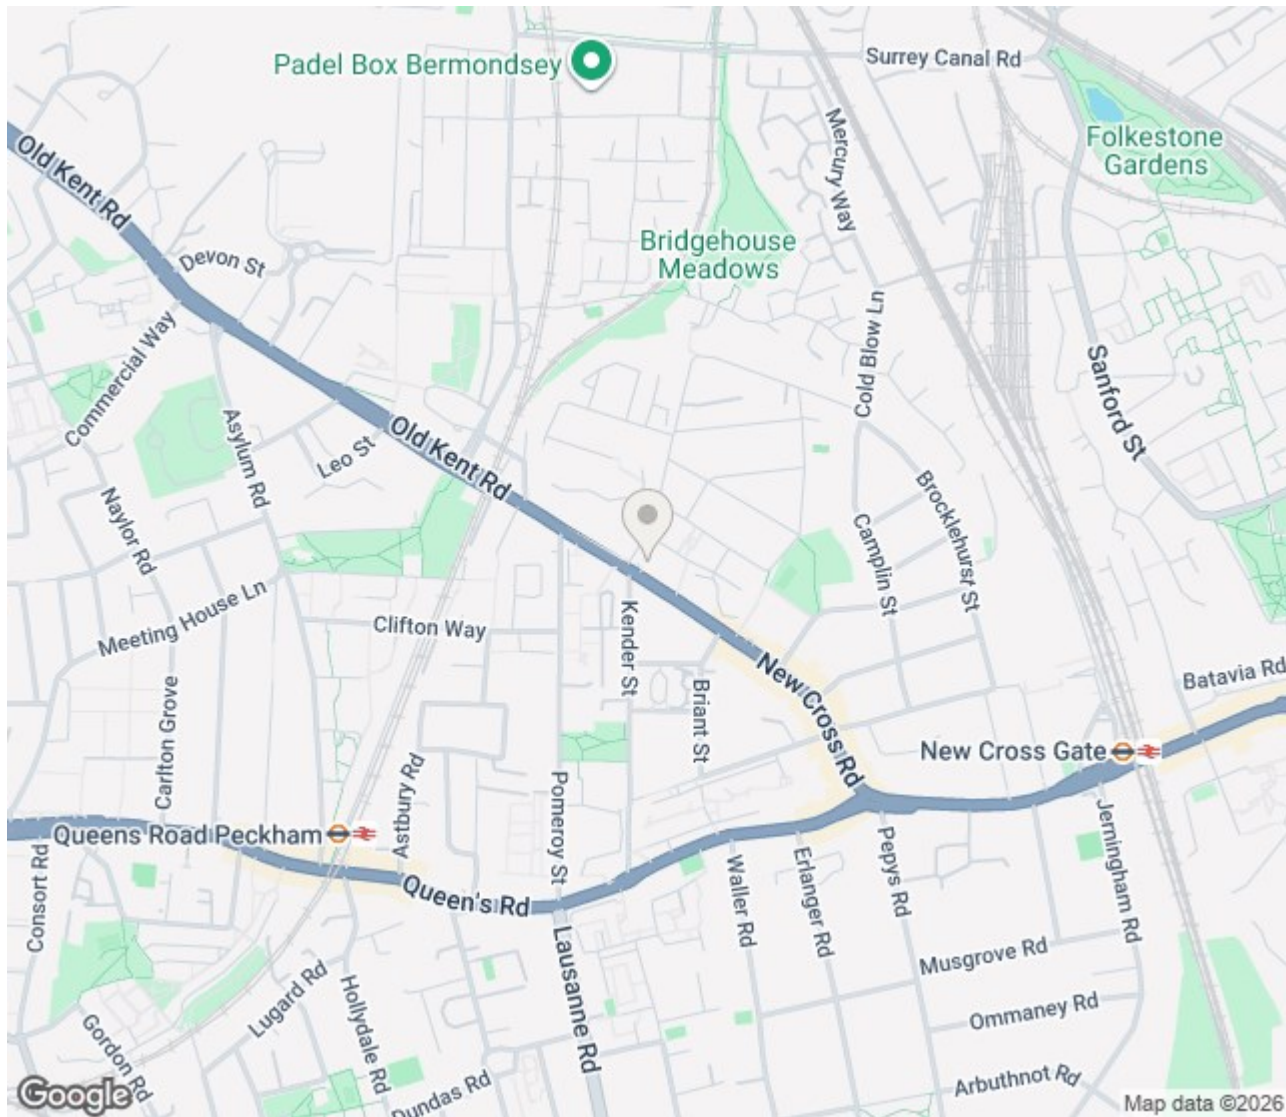 Padel Box Bermondsey
Surrey Canal Rd
Old Kent Rd
Mercury Way
Folkestone
Gardens
Devon St
Bridgehouse
Meadows
Commercial Way
Cold Blow Ln
Sanford St
Asylum Rd
Leo St
Old Kent Rd
Naylor Rd
Brocklehurst St
Camplin St
Meeting House Ln
Clifton Way
Kender St
New Cross Rd
Batavia Rd
Briant St
Carlton Grove
New Cross Gate
Astbury Rd
Pomeroy St
Queens Road Peckham
Consort Rd
Queen's Rd
Waller Rd
Erlanger Rd
Pepys Rd
Jerningham Rd
Lausanne Rd
Musgrove Rd
Lugard Rd
Hollydale Rd
Ommaney Rd
Gordon Rd
Dundas Rd
Arbuthnot Rd
Google
Map data ©2026